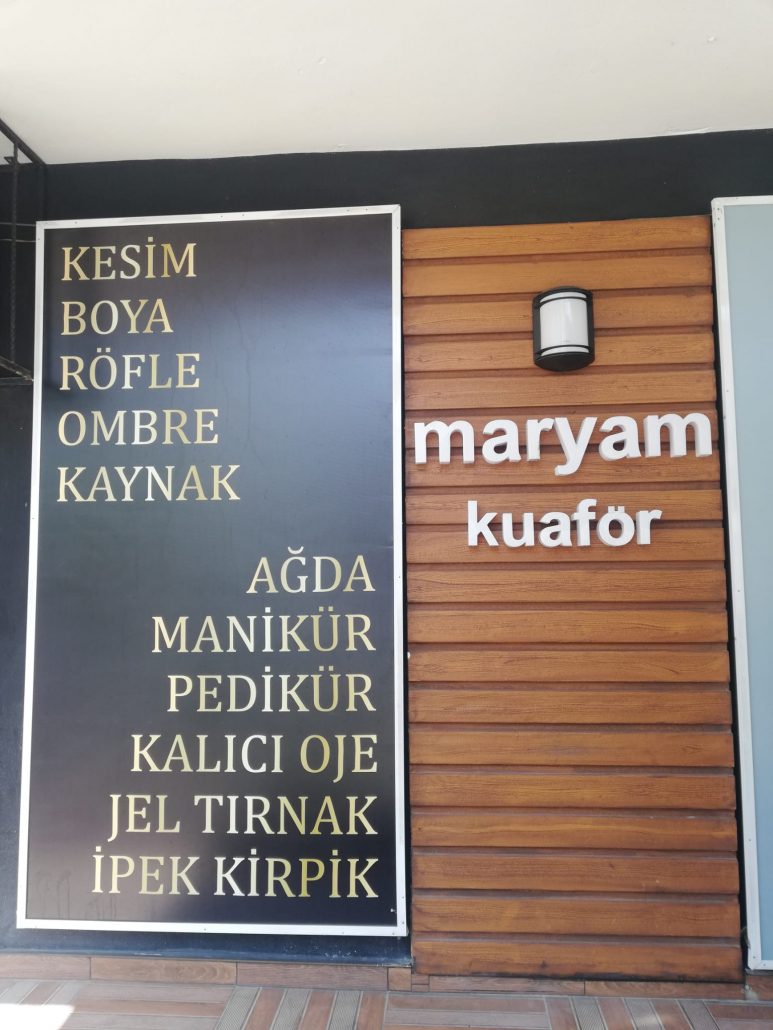 KESİM
BOYA
RÖFLE
OMBRE
KAYNAK
AĞDA
MANİKÜR
PEDİKÜR
KALICI OJE
JEL TIRNAK
İPEK KİRPİK
maryam
kuaför